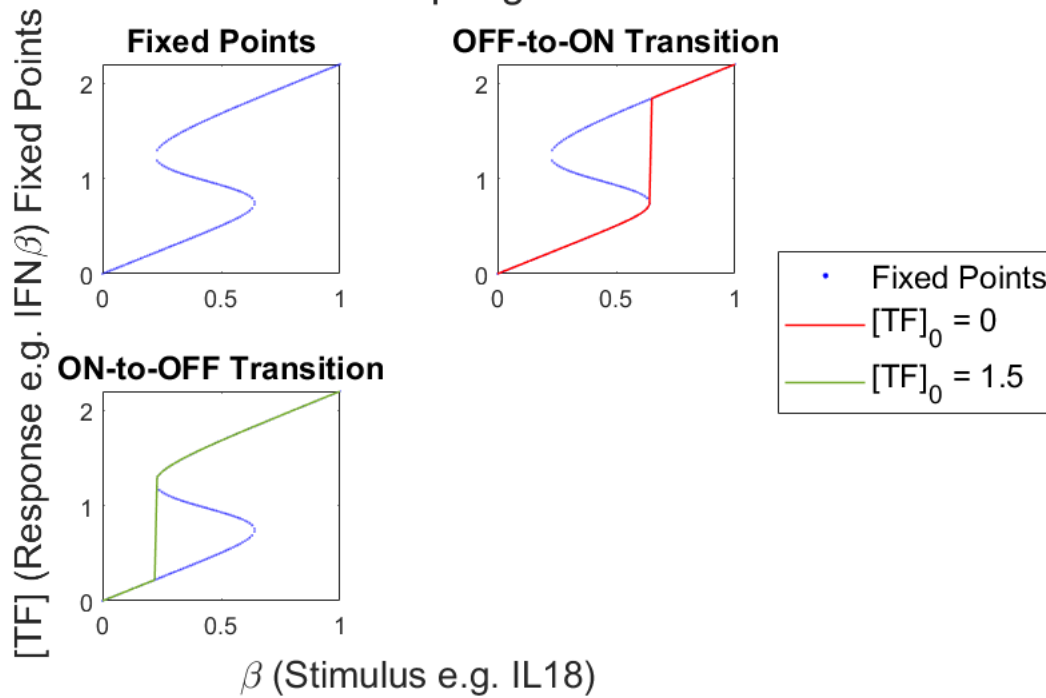 Fixed Points
OFF-to-ON Transition
2
1
0
0
0.5
1
2
1
0
0
0.5
1
ON-to-OFF Transition
2
1
0
0
0.5
1
[TF] (Response e.g. IFNβ) Fixed Points
β (Stimulus e.g. IL18)
Fixed Points
[TF]0 = 0
[TF]0 = 1.5